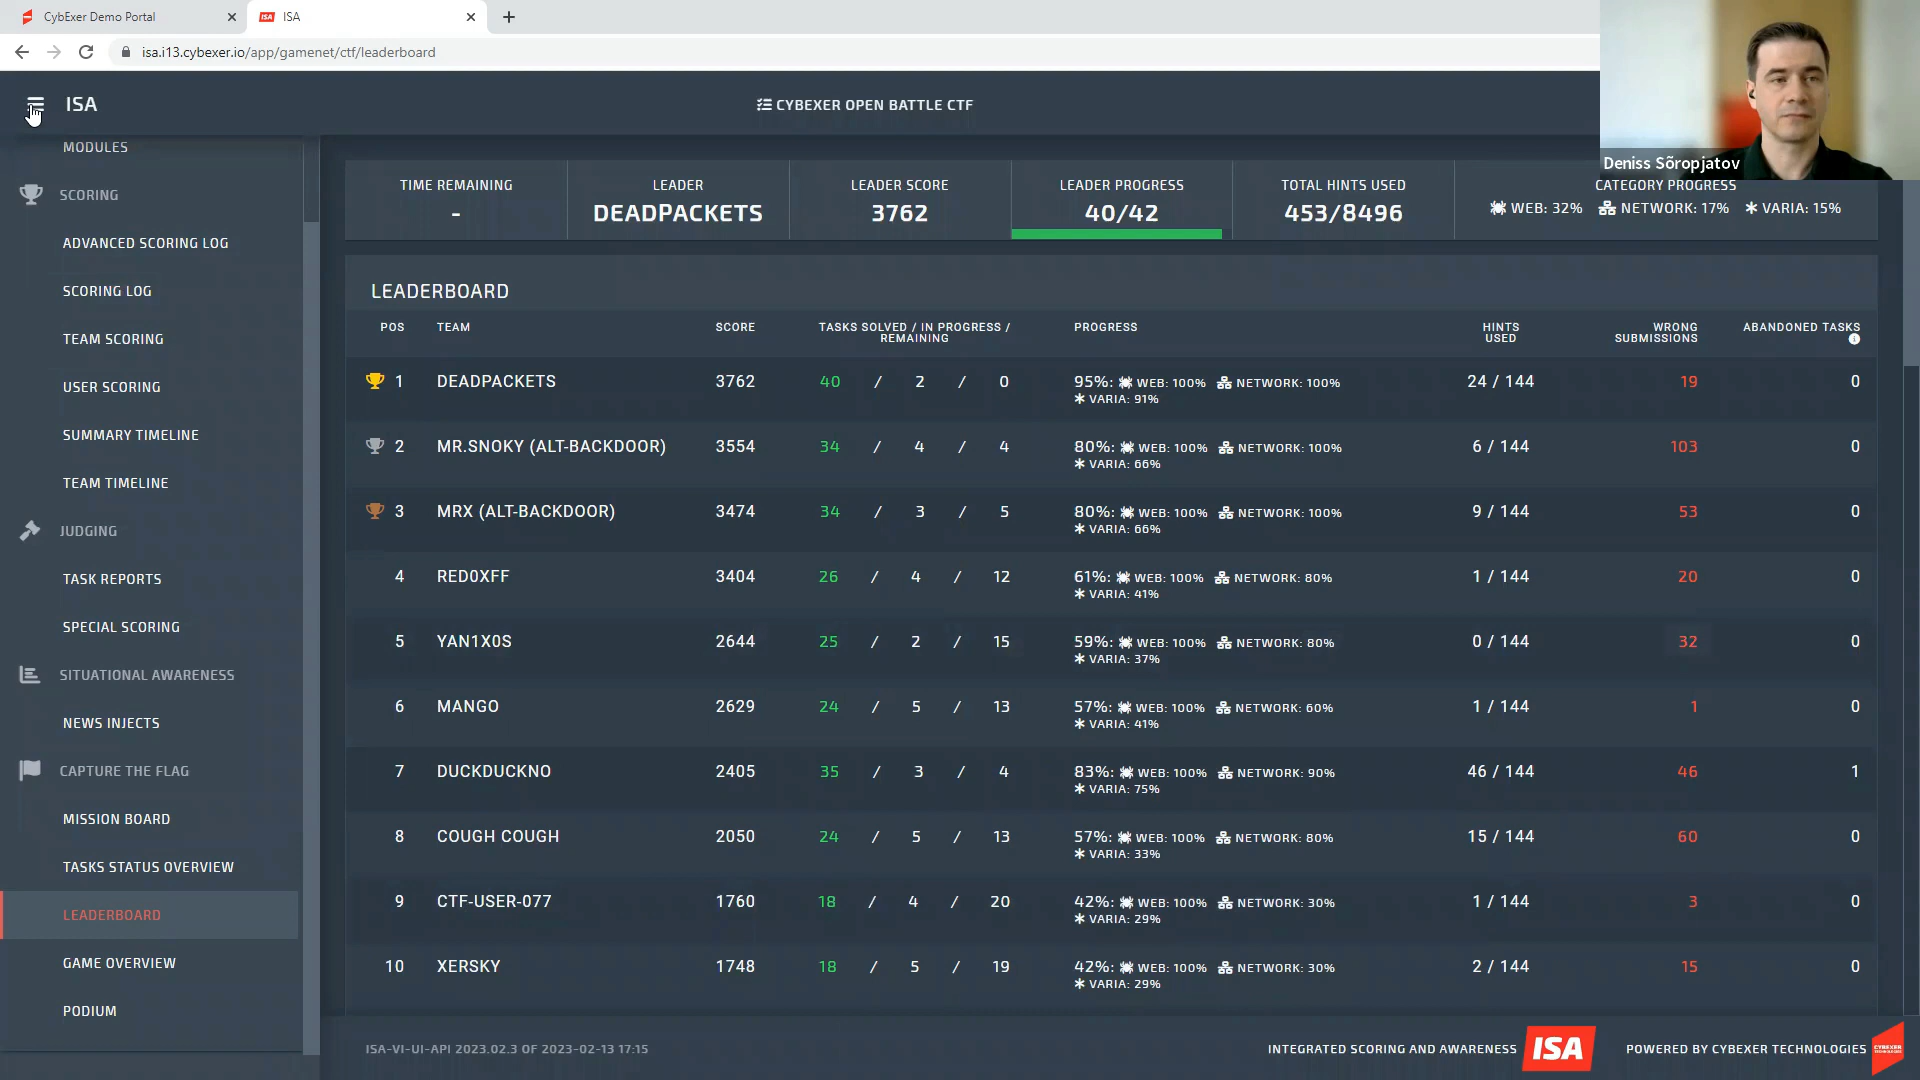 CybExer Demo Portal
ISA
isa.i13.cybexer.io/app/gamenet/ctf/leaderboard
ISA
CYBEXER OPEN BATTLE CTF
Deniss Sõropjatov
MODULES
SCORING
ADVANCED SCORING LOG
SCORING LOG
TEAM SCORING
USER SCORING
SUMMARY TIMELINE
TEAM TIMELINE
JUDGING
TASK REPORTS
SPECIAL SCORING
SITUATIONAL AWARENESS
NEWS INJECTS
CAPTURE THE FLAG
MISSION BOARD
TASKS STATUS OVERVIEW
LEADERBOARD
GAME OVERVIEW
PODIUM
TIME REMAINING
-
LEADER
DEADPACKETS
LEADER SCORE
3762
LEADER PROGRESS
40/42
TOTAL HINTS USED
453/8496
CATEGORY PROGRESS
WEB: 32% NETWORK: 17% VARIA: 15%
LEADERBOARD
POS TEAM SCORE TASKS SOLVED / IN PROGRESS / REMAINING PROGRESS HINTS USED WRONG SUBMISSIONS ABANDONED TASKS
1 DEADPACKETS 3762 40 / 2 / 0 95%: WEB: 100% NETWORK: 100% 24 / 144 19 0
VARIA: 91%
2 MR.SNOKY (ALT-BACKDOOR) 3554 34 / 4 / 4 80%: WEB: 100% NETWORK: 100% 6 / 144 103 0
VARIA: 66%
3 MRX (ALT-BACKDOOR) 3474 34 / 3 / 5 80%: WEB: 100% NETWORK: 100% 9 / 144 53 0
VARIA: 66%
4 RED0XFF 3404 26 / 4 / 12 61%: WEB: 100% NETWORK: 80% 1 / 144 20 0
VARIA: 41%
5 YAN1X0S 2644 25 / 2 / 15 59%: WEB: 100% NETWORK: 80% 0 / 144 32 0
VARIA: 37%
6 MANGO 2629 24 / 5 / 13 57%: WEB: 100% NETWORK: 60% 1 / 144 1 0
VARIA: 41%
7 DUCKDUCKNO 2405 35 / 3 / 4 83%: WEB: 100% NETWORK: 90% 46 / 144 46 1
VARIA: 75%
8 COUGH COUGH 2050 24 / 5 / 13 57%: WEB: 100% NETWORK: 80% 15 / 144 60 0
VARIA: 33%
9 CTF-USER-077 1760 18 / 4 / 20 42%: WEB: 100% NETWORK: 30% 1 / 144 3 0
VARIA: 29%
10 XERSKY 1748 18 / 5 / 19 42%: WEB: 100% NETWORK: 30% 2 / 144 15 0
VARIA: 29%
ISA-VI-UI-API 2023.02.3 OF 2023-02-13 17:15
INTEGRATED SCORING AND AWARENESS ISA POWERED BY CYBEXER TECHNOLOGIES